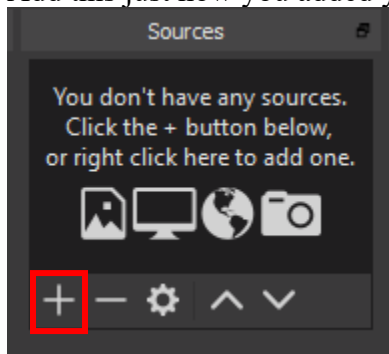 Sources
You don't have any sources.
Click the + button below,
or right click here to add one.